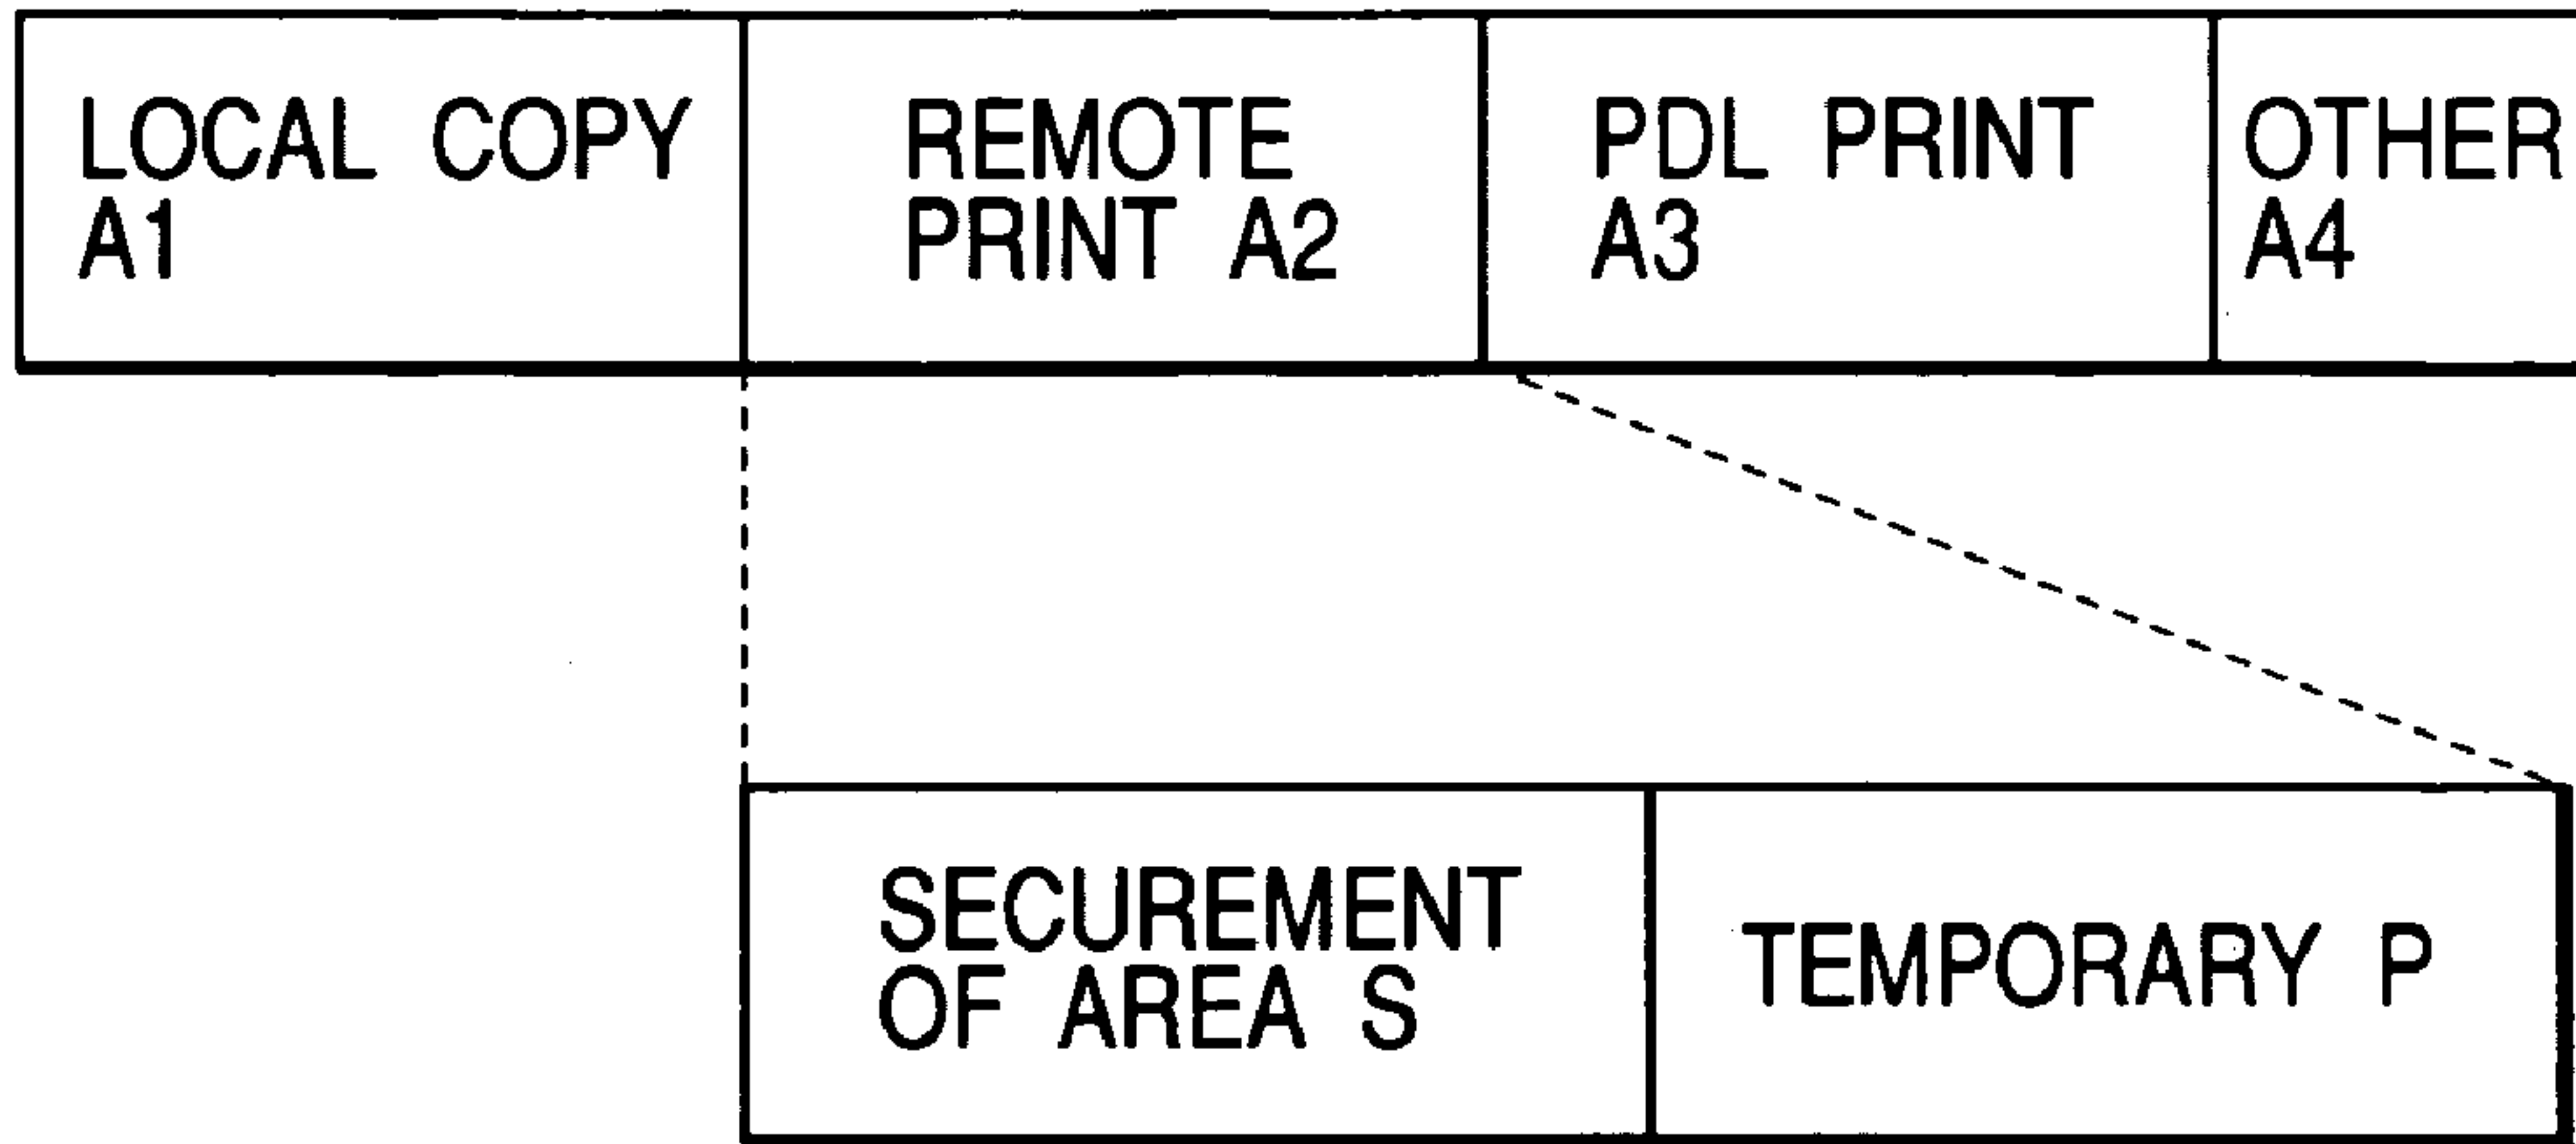 LOCAL COPY
A1
REMOTE
PRINT A2
PDL PRINT
A3
OTHER
A4
SECUREMENT
OF AREA S
TEMPORARY P